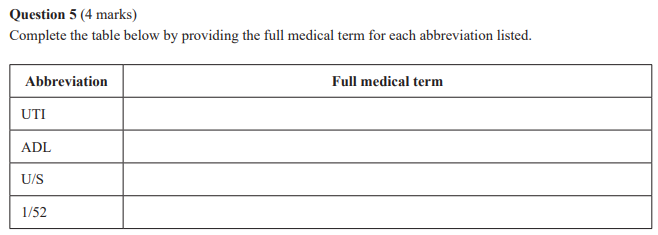 Question 5 (4 marks)
Complete the table below by providing the full medical term for each abbreviation listed.
Abbreviation Full medical term
UTI
ADL
U/S
1/52